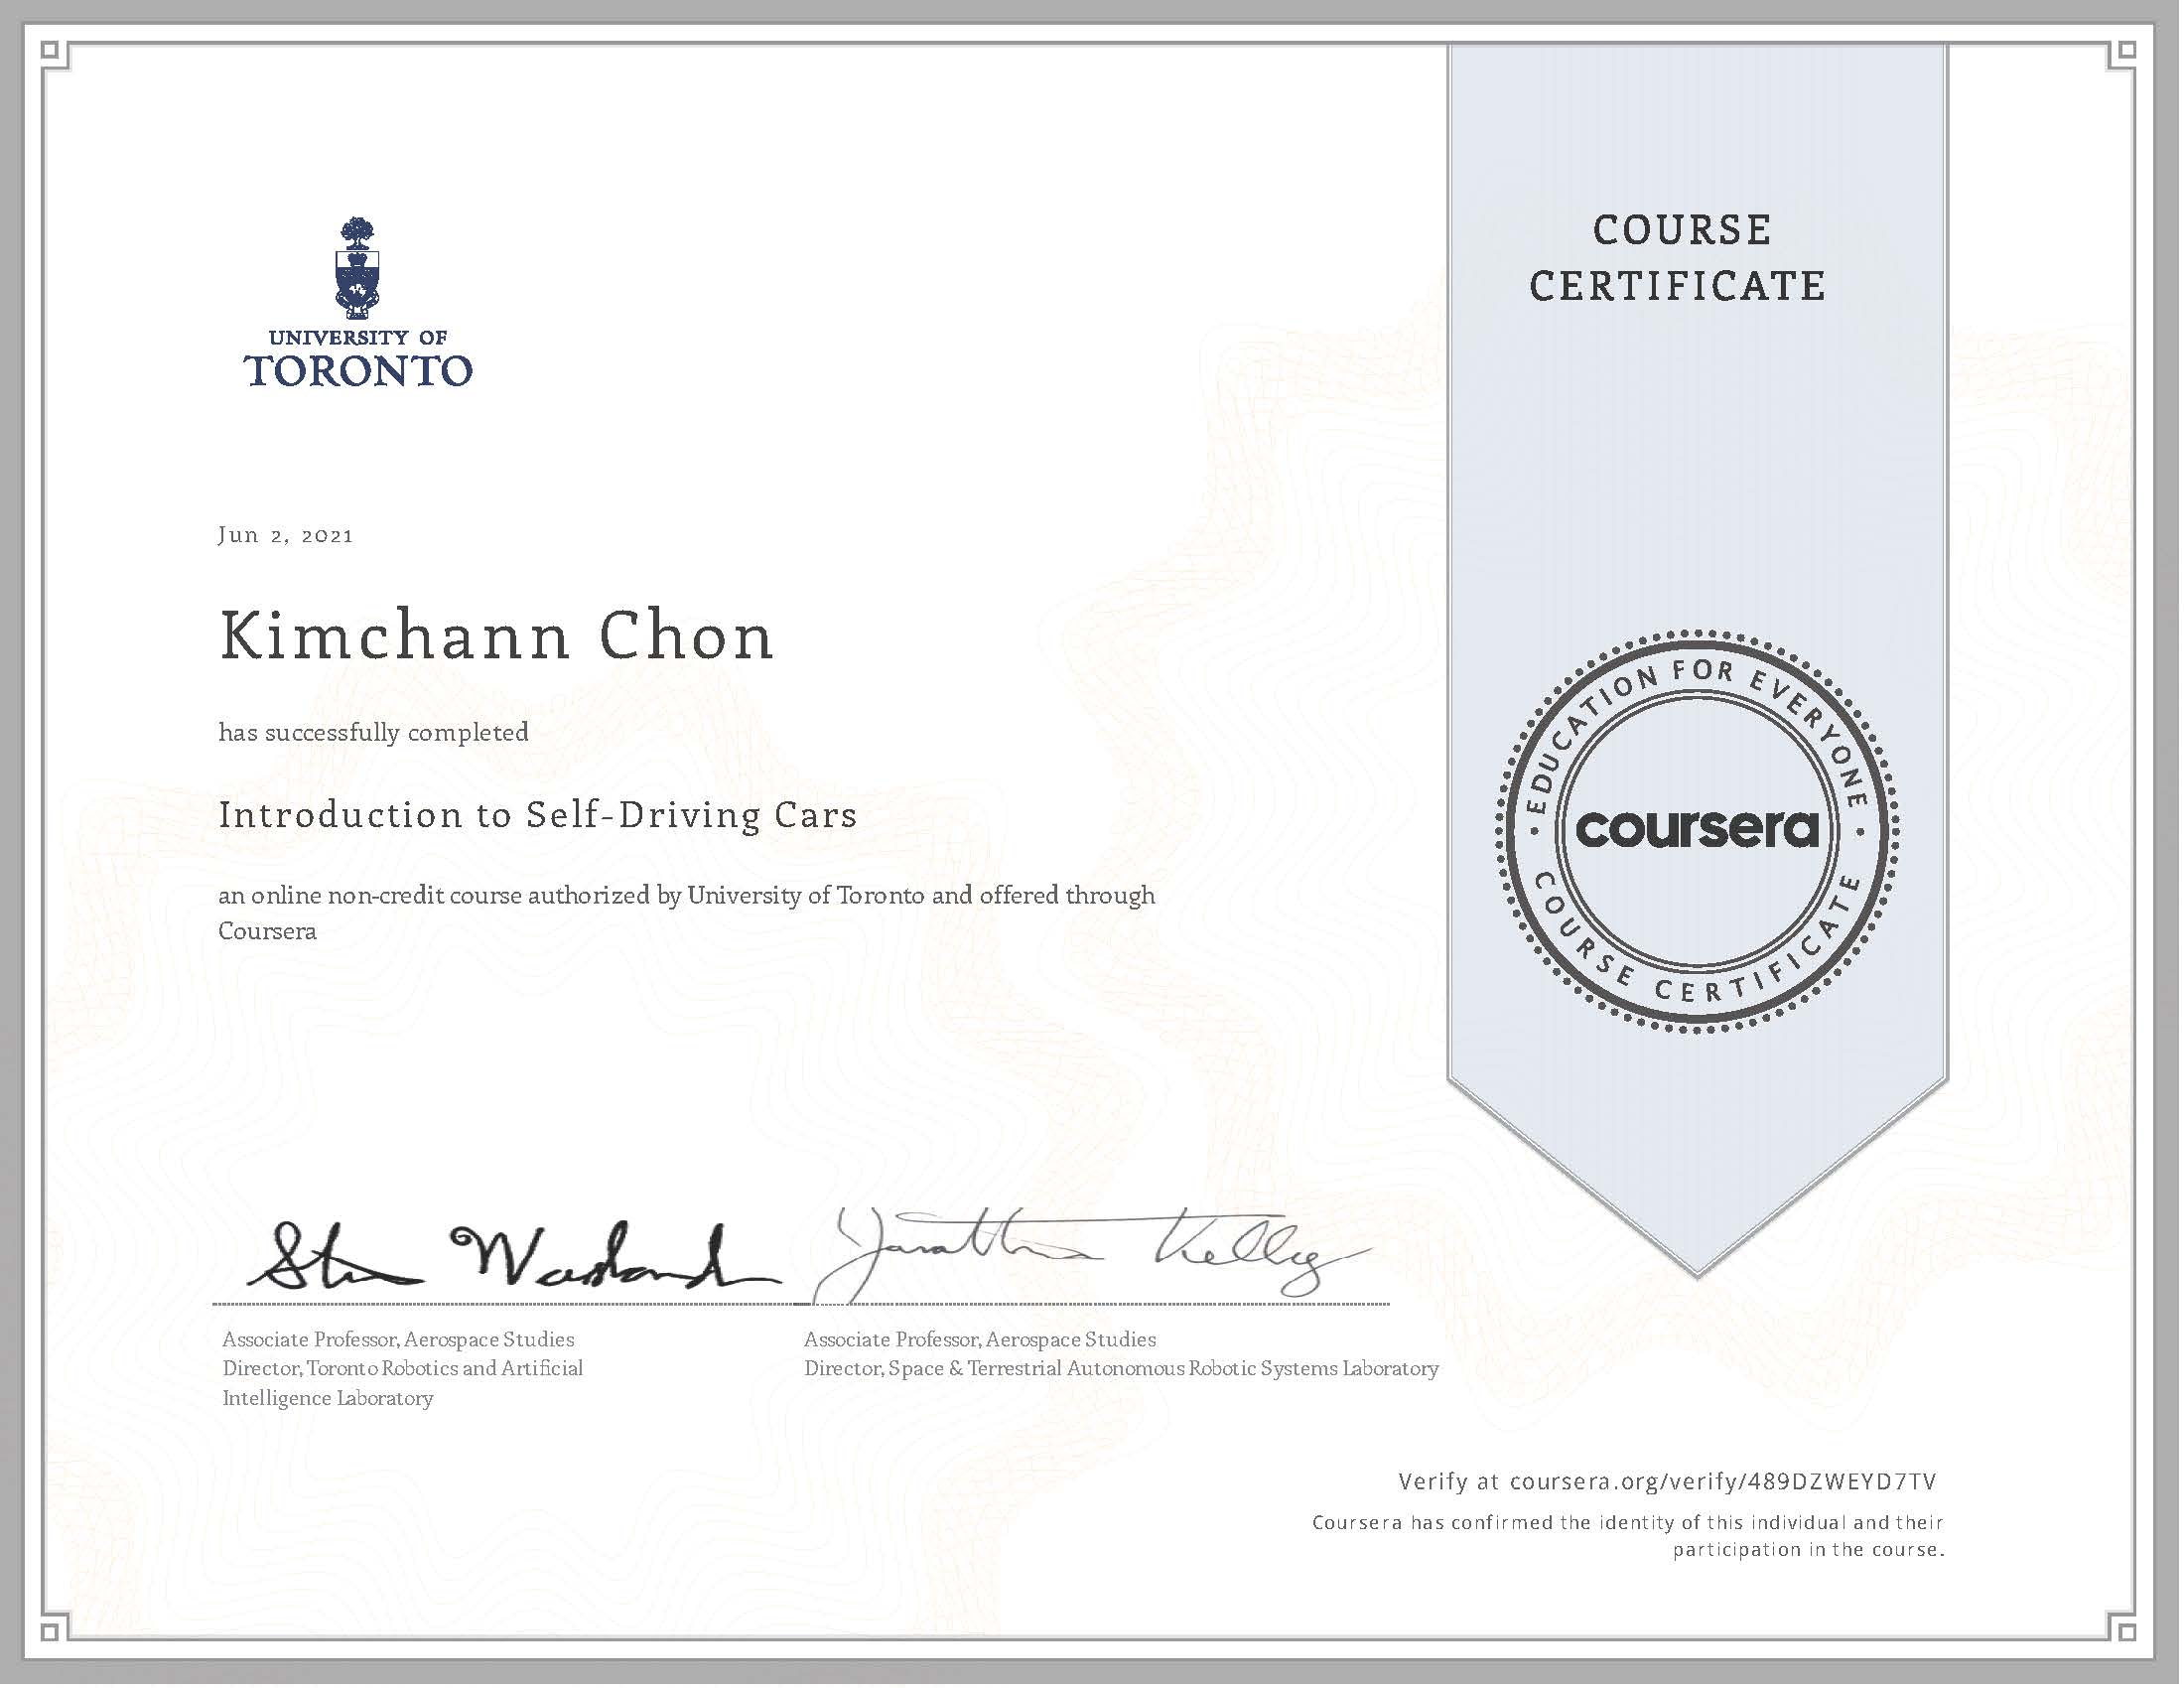 UNIVERSITY OF
TORONTO
COURSE
CERTIFICATE
Jun 2, 2021
Kimchann Chon
has successfully completed
Introduction to Self-Driving Cars
an online non-credit course authorized by University of Toronto and offered through
Coursera
EDUCATION FOR EVERYONE
coursera
COURSE CERTIFICATE
Jonathan Kelly
Associate Professor, Aerospace Studies
Director, Toronto Robotics and Artificial
Intelligence Laboratory
Associate Professor, Aerospace Studies
Director, Space & Terrestrial Autonomous Robotic Systems Laboratory
Verify at coursera.org/verify/489DZWEYD7TV
Coursera has confirmed the identity of this individual and their
participation in the course.